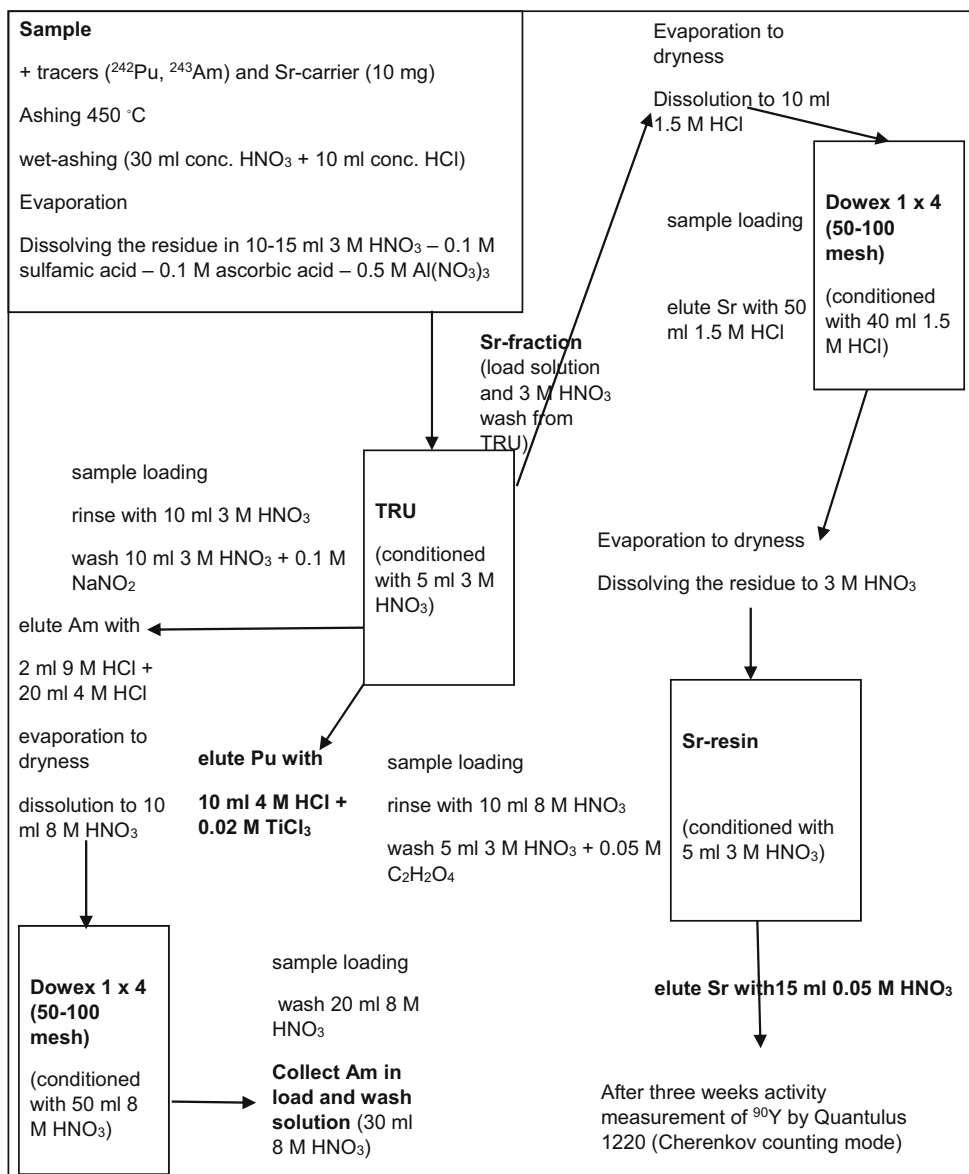 Sample
+ tracers (²⁴²Pu, ²⁴³Am) and Sr-carrier (10 mg)
Ashing 450 °C
wet-ashing (30 ml conc. HNO₃ + 10 ml conc. HCl)
Evaporation
Dissolving the residue in 10-15 ml 3 M HNO₃ – 0.1 M
sulfamic acid – 0.1 M ascorbic acid – 0.5 M Al(NO₃)₃
Sr-fraction
(load solution
and 3 M HNO₃
wash from
TRU)
Evaporation to
dryness
Dissolution to 10 ml
1.5 M HCl
sample loading
elute Sr with 50
ml 1.5 M HCl
Dowex 1 x 4
(50-100
mesh)
(conditioned
with 40 ml 1.5
M HCl)
sample loading
rinse with 10 ml 3 M HNO₃
wash 10 ml 3 M HNO₃ + 0.1 M
NaNO₂
TRU
(conditioned
with 5 ml 3 M
HNO₃)
elute Am with
2 ml 9 M HCl +
20 ml 4 M HCl
evaporation to
dryness
dissolution to 10
ml 8 M HNO₃
elute Pu with
10 ml 4 M HCl +
0.02 M TiCl₃
Evaporation to dryness
Dissolving the residue to 3 M HNO₃
sample loading
rinse with 10 ml 8 M HNO₃
wash 5 ml 3 M HNO₃ + 0.05 M
C₂H₂O₄
Sr-resin
(conditioned with
5 ml 3 M HNO₃)
Dowex 1 x 4
(50-100
mesh)
(conditioned
with 50 ml 8
M HNO₃)
sample loading
wash 20 ml 8 M
HNO₃
Collect Am in
load and wash
solution (30 ml
8 M HNO₃)
elute Sr with15 ml 0.05 M HNO₃
After three weeks activity
measurement of ⁹⁰Y by Quantulus
1220 (Cherenkov counting mode)